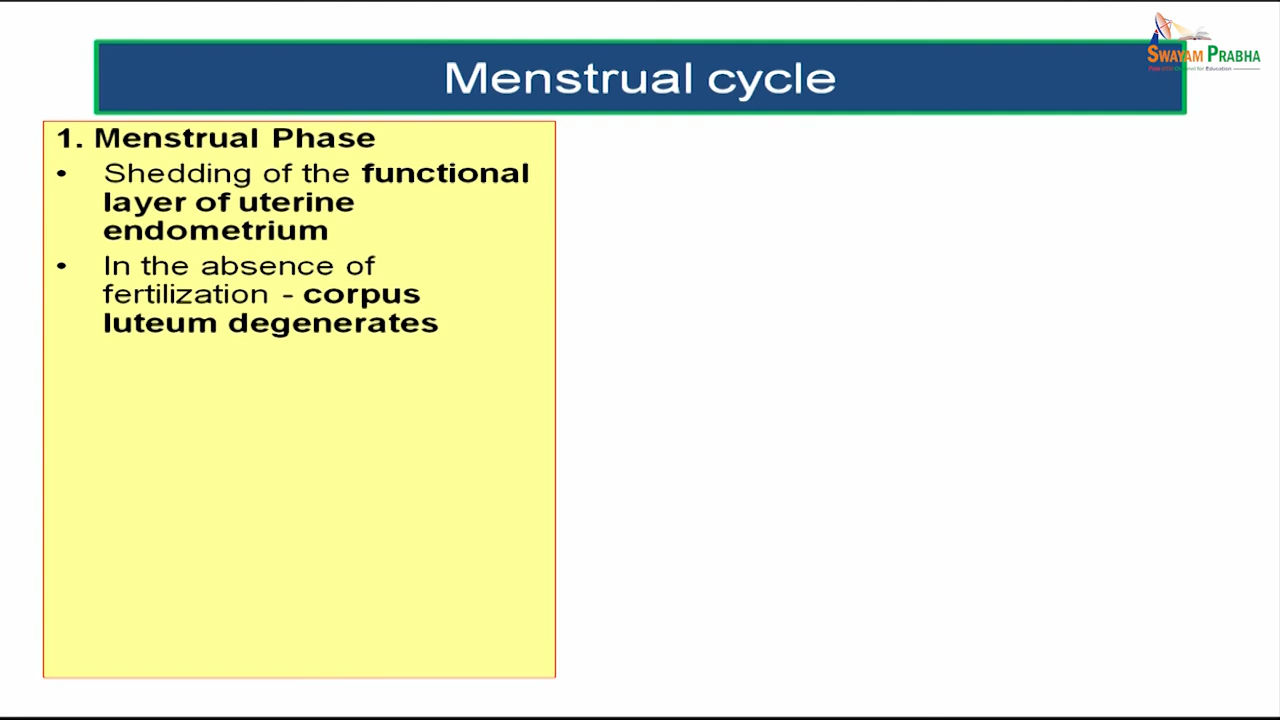 SWAYAM PRABHA
Menstrual cycle
1. Menstrual Phase
• Shedding of the functional
layer of uterine
endometrium
• In the absence of
fertilization - corpus
luteum degenerates